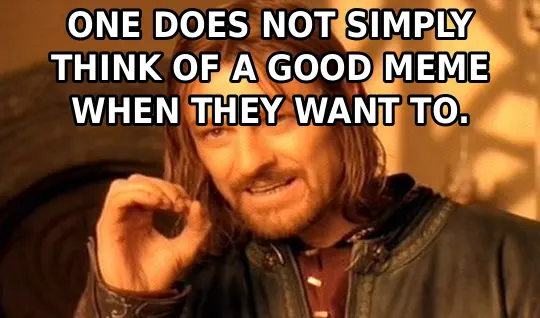 ONE DOES NOT SIMPLY
THINK OF A GOOD MEME
WHEN THEY WANT TO.